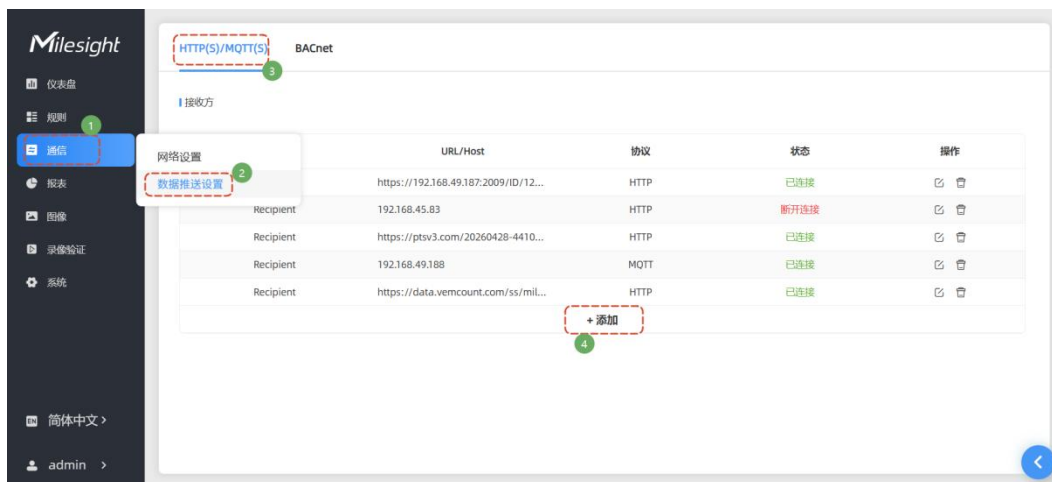 Milesight
仪表盘
规则
1
通信
报表
图像
录像验证
系统
EN 简体中文 >
admin >
网络设置
数据推送设置
2
HTTP(S)/MQTT(S) BACnet
3
接收方
URL/Host 协议 状态 操作
https://192.168.49.187:2009/ID/12... HTTP 已连接
Recipient 192.168.45.83 HTTP 断开连接
Recipient https://ptsv3.com/20260428-4410... HTTP 已连接
Recipient 192.168.49.188 MQTT 已连接
Recipient https://data.vemcount.com/ss/mil... HTTP 已连接
+ 添加
4